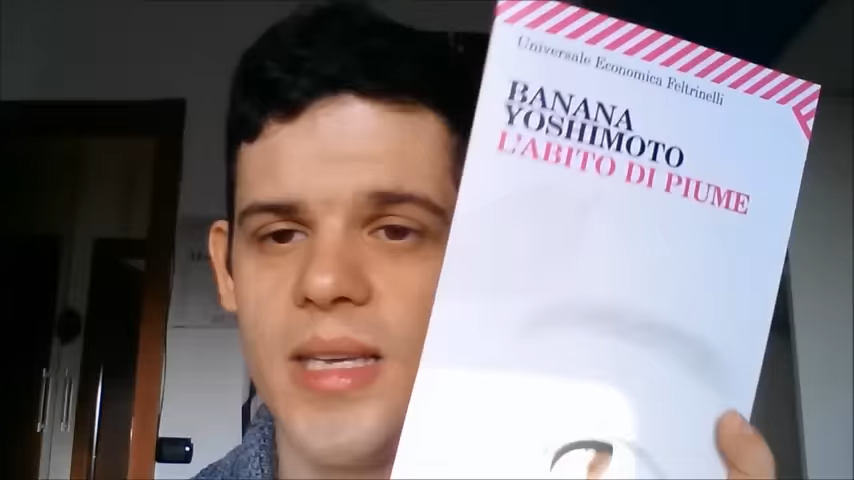 Universale Economica Feltrinelli
BANANA
YOSHIMOTO
L'ABITO DI PIUME